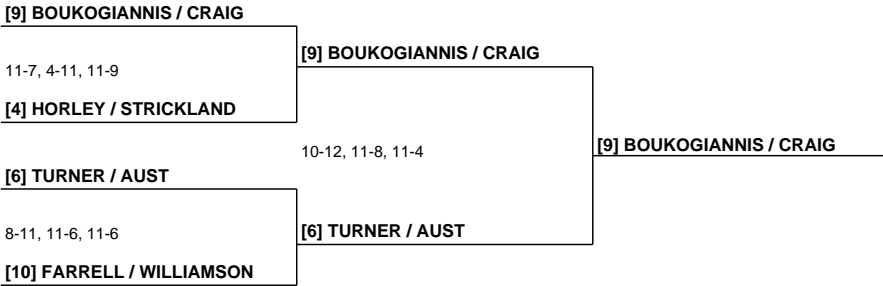 [9] BOUKOGIANNIS / CRAIG
11-7, 4-11, 11-9
[4] HORLEY / STRICKLAND
[6] TURNER / AUST
8-11, 11-6, 11-6
[10] FARRELL / WILLIAMSON
[9] BOUKOGIANNIS / CRAIG
10-12, 11-8, 11-4
[6] TURNER / AUST
[9] BOUKOGIANNIS / CRAIG